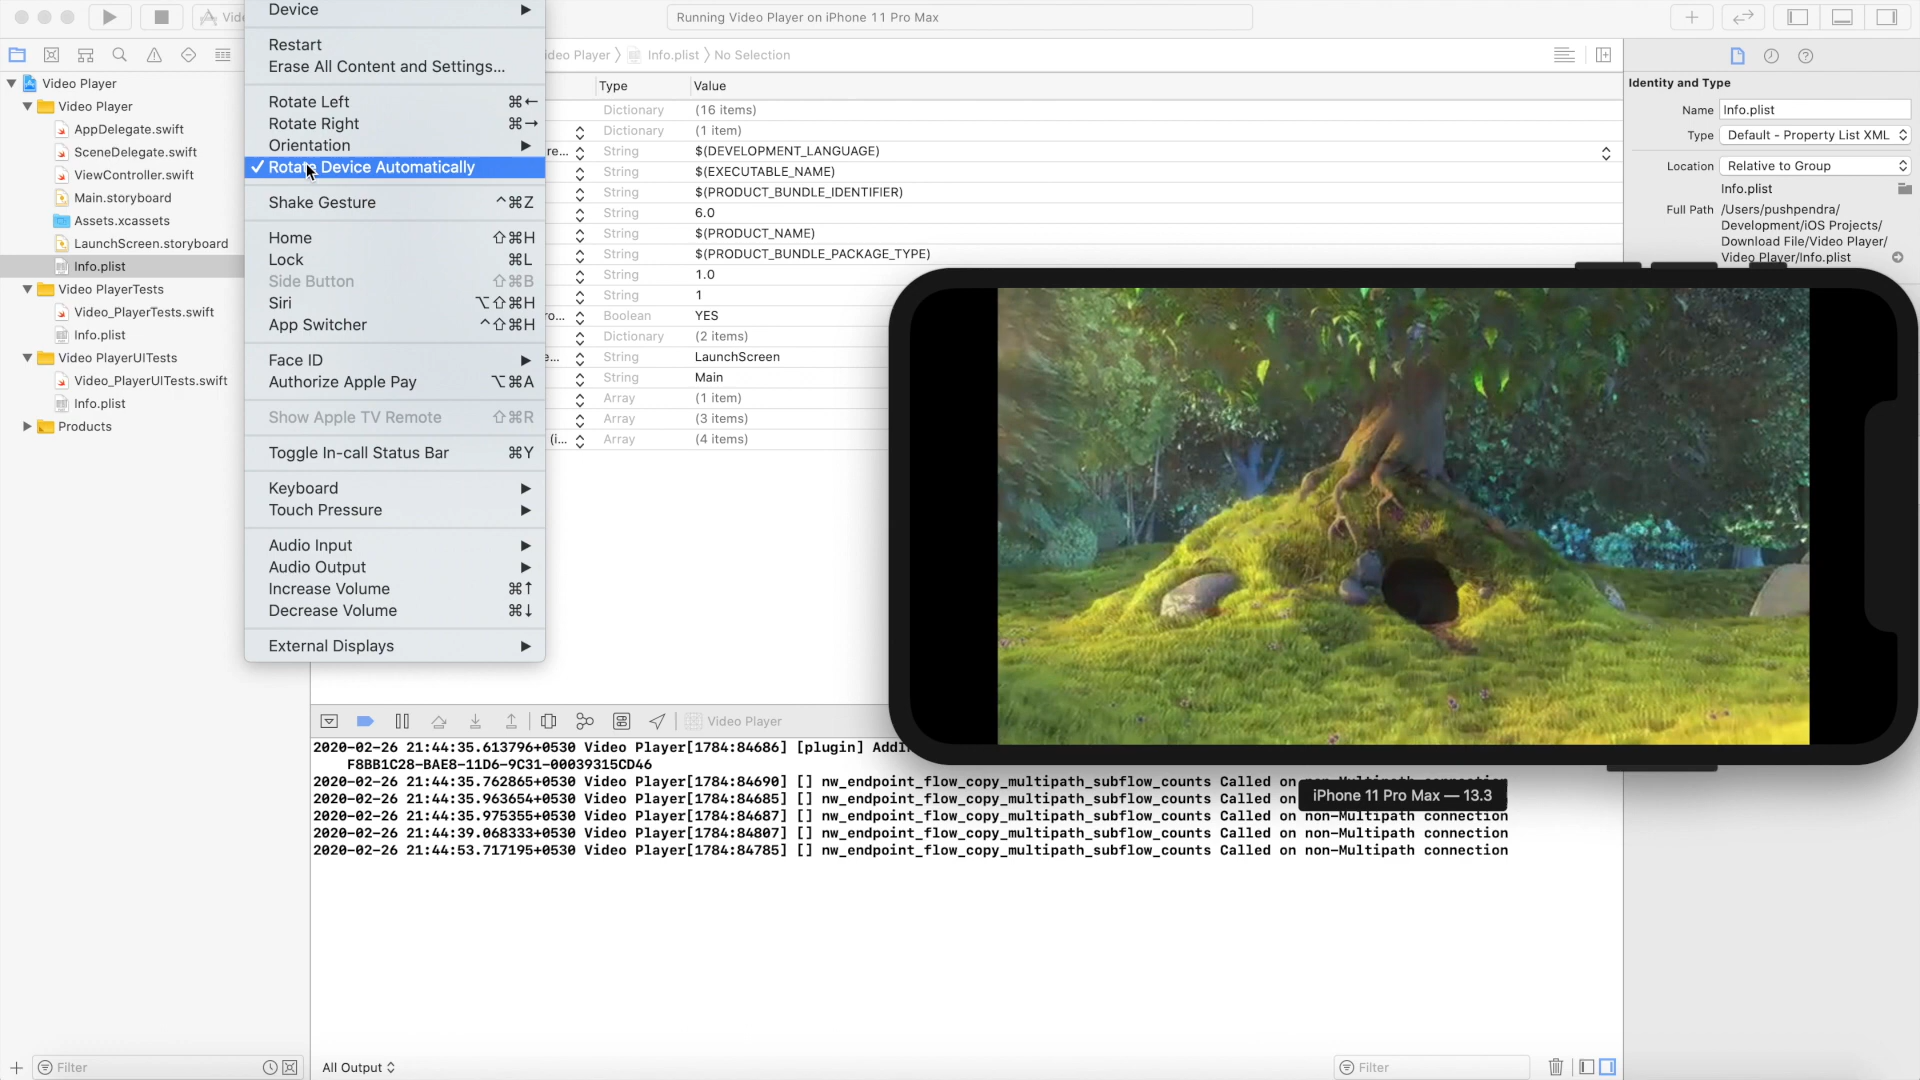 Device
Restart
Erase All Content and Settings...
Rotate Left ⌘←
Rotate Right ⌘→
Orientation
✓ Rotate Device Automatically
Shake Gesture ^⌘Z
Home ⇧⌘H
Lock ⌘L
Side Button ⇧⌘B
Siri ⌥⇧⌘H
App Switcher ^⇧⌘H
Face ID
Authorize Apple Pay ⌥⌘A
Show Apple TV Remote ⇧⌘R
Toggle In-call Status Bar ⌘Y
Keyboard
Touch Pressure
Audio Input
Audio Output
Increase Volume ⌘↑
Decrease Volume ⌘↓
External Displays
Running Video Player on iPhone 11 Pro Max
Video Player
Video Player
AppDelegate.swift
SceneDelegate.swift
ViewController.swift
Main.storyboard
Assets.xcassets
LaunchScreen.storyboard
Info.plist
Video PlayerTests
Video_PlayerTests.swift
Info.plist
Video PlayerUITests
Video_PlayerUITests.swift
Info.plist
Products
Filter
Player 〉 Info.plist 〉 No Selection
Type Value
Dictionary (16 items)
Dictionary (1 item)
re... String $(DEVELOPMENT_LANGUAGE)
String $(EXECUTABLE_NAME)
String $(PRODUCT_BUNDLE_IDENTIFIER)
String 6.0
String $(PRODUCT_NAME)
String $(PRODUCT_BUNDLE_PACKAGE_TYPE)
String 1.0
String 1
ro... Boolean YES
Dictionary (2 items)
e... String LaunchScreen
String Main
Array (1 item)
Array (3 items)
(i... Array (4 items)
Identity and Type
Name Info.plist
Type Default - Property List XML
Location Relative to Group
Info.plist
Full Path /Users/pushpendra/
Development/iOS Projects/
Download File/Video Player/
Video Player/Info.plist
Video Player
2020-02-26 21:44:35.613796+0530 Video Player[1784:84686] [plugin]
F8BB1C28-BAE8-11D6-9C31-00039315CD46
2020-02-26 21:44:35.762865+0530 Video Player[1784:84690] [] nw_endpoint_flow_copy_multipath_subflow_counts Called on non-Multipath connection
2020-02-26 21:44:35.963654+0530 Video Player[1784:84685] [] nw_endpoint_flow_copy_multipath_subflow_counts Called on
2020-02-26 21:44:35.975355+0530 Video Player[1784:84687] [] nw_endpoint_flow_copy_multipath_subflow_counts Called on non-Multipath connection
2020-02-26 21:44:39.068333+0530 Video Player[1784:84807] [] nw_endpoint_flow_copy_multipath_subflow_counts Called on non-Multipath connection
2020-02-26 21:44:53.717195+0530 Video Player[1784:84785] [] nw_endpoint_flow_copy_multipath_subflow_counts Called on non-Multipath connection
iPhone 11 Pro Max — 13.3
All Output
Filter